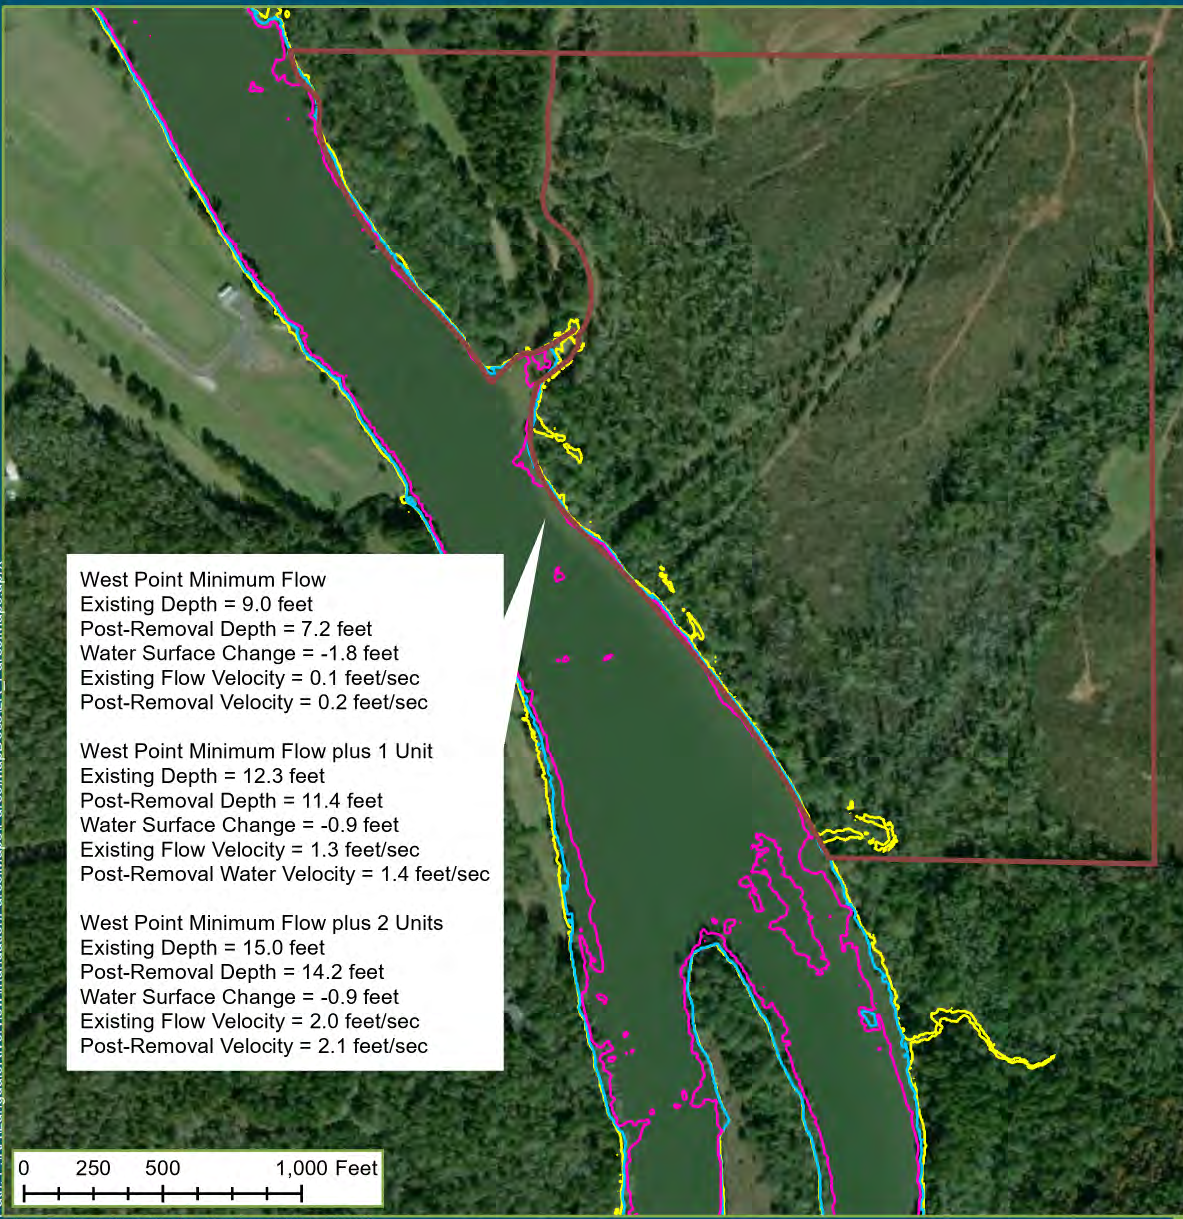 West Point Minimum Flow
Existing Depth = 9.0 feet
Post-Removal Depth = 7.2 feet
Water Surface Change = -1.8 feet
Existing Flow Velocity = 0.1 feet/sec
Post-Removal Velocity = 0.2 feet/sec
West Point Minimum Flow plus 1 Unit
Existing Depth = 12.3 feet
Post-Removal Depth = 11.4 feet
Water Surface Change = -0.9 feet
Existing Flow Velocity = 1.3 feet/sec
Post-Removal Water Velocity = 1.4 feet/sec
West Point Minimum Flow plus 2 Units
Existing Depth = 15.0 feet
Post-Removal Depth = 14.2 feet
Water Surface Change = -0.9 feet
Existing Flow Velocity = 2.0 feet/sec
Post-Removal Velocity = 2.1 feet/sec
0 250 500 1,000 Feet